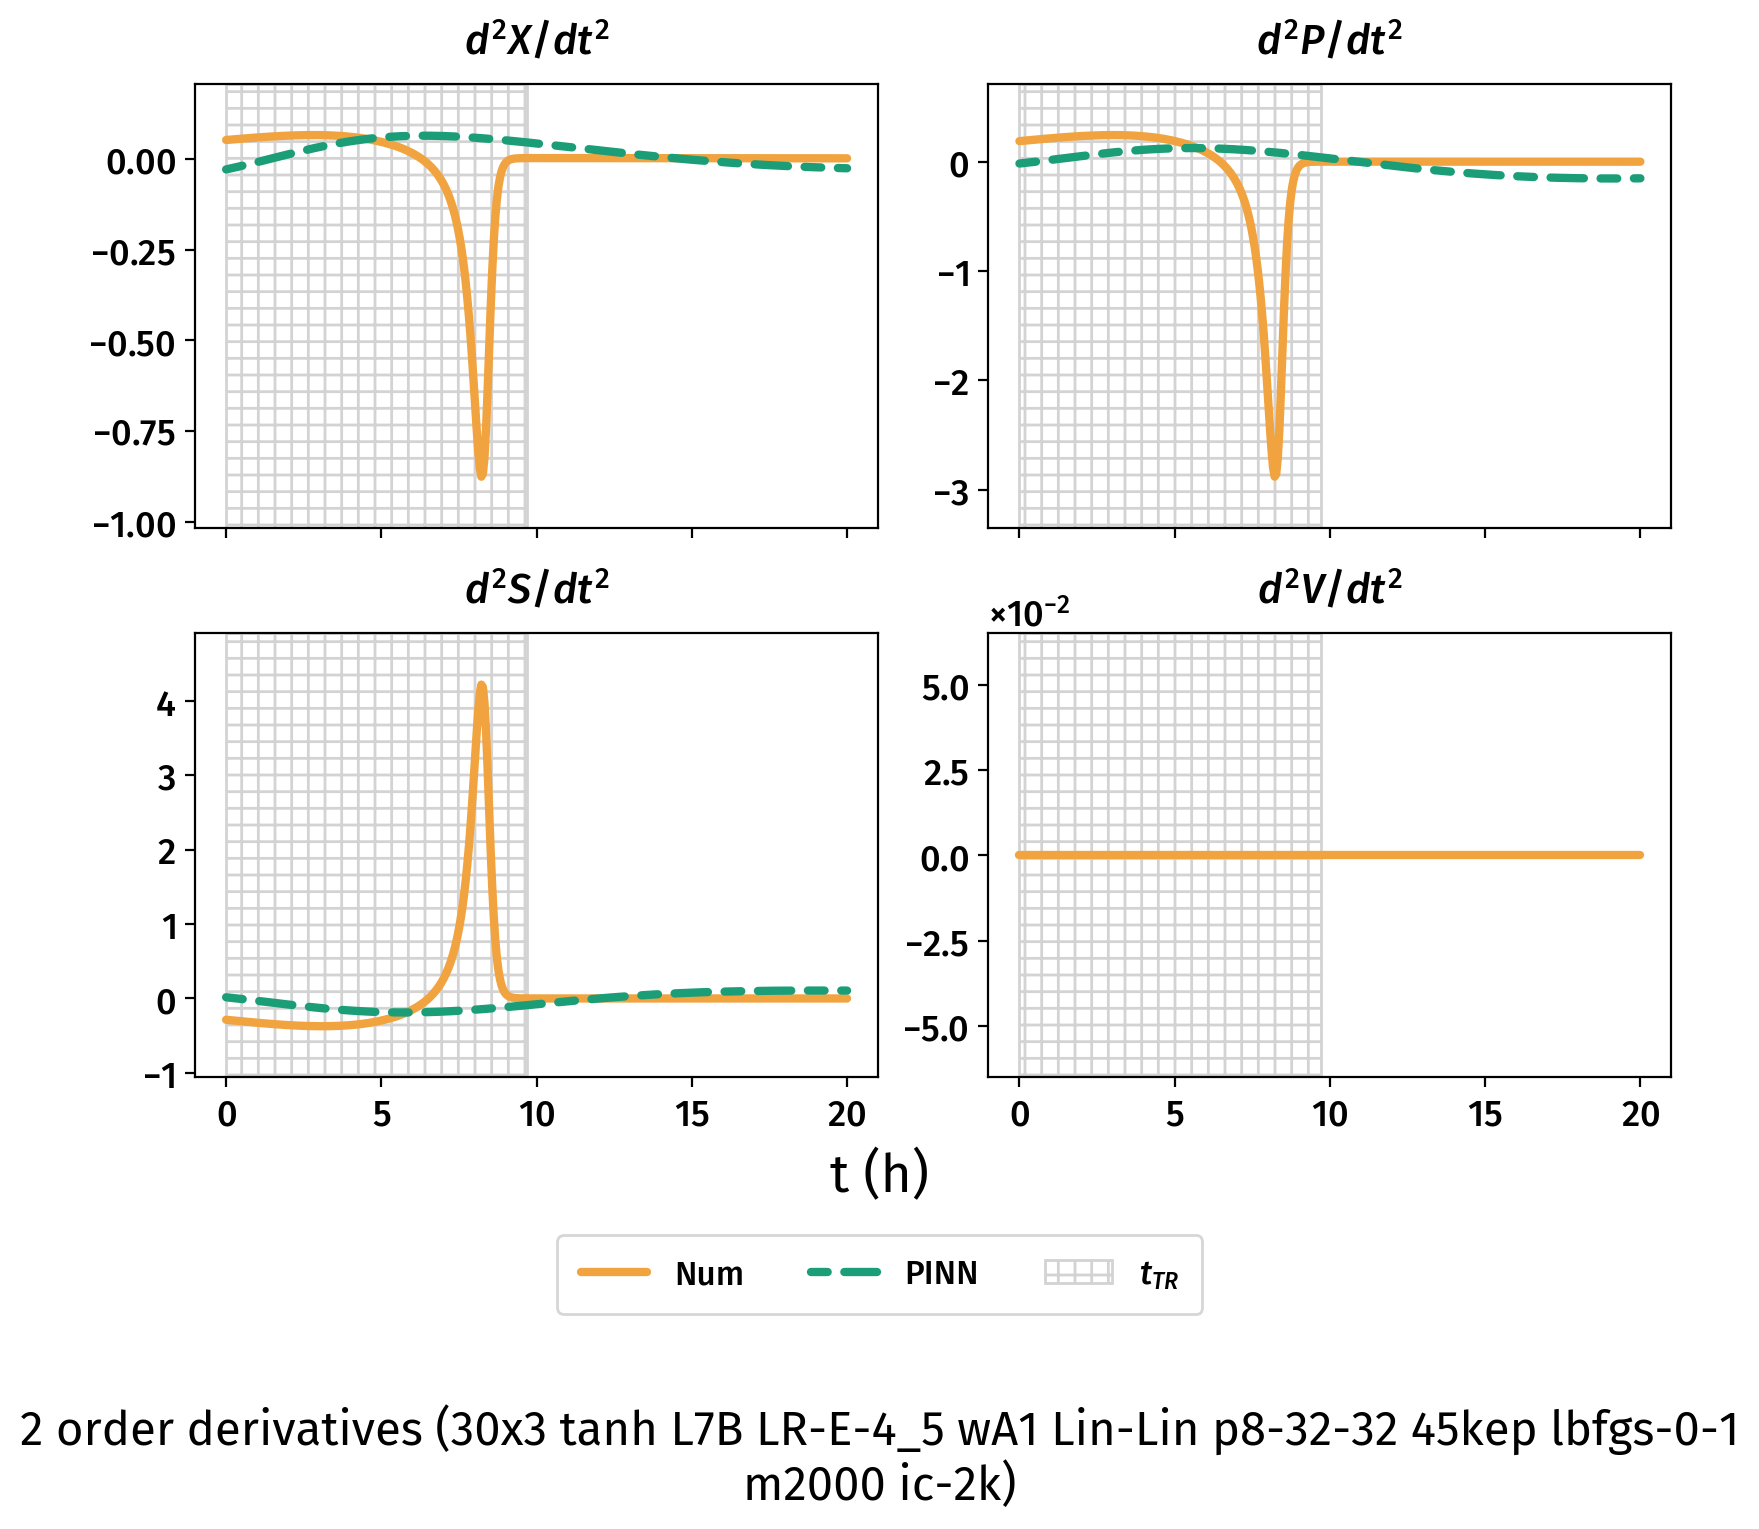 d²X/dt²
d²P/dt²
0.00
−0.25
−0.50
−0.75
−1.00
0
−1
−2
−3
d²S/dt²
d²V/dt²
×10⁻²
4
3
2
1
0
−1
5.0
2.5
0.0
−2.5
−5.0
0 5 10 15 20
0 5 10 15 20
t (h)
Num PINN t_TR
2 order derivatives (30x3 tanh L7B LR-E-4_5 wA1 Lin-Lin p8-32-32 45kep lbfgs-0-1
m2000 ic-2k)